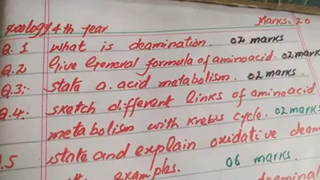 zoology 4th year Marks: 20
Q.1 what is deamination. 02 marks
Q.2 Give General formula of aminoacid. 02 mark
Q.3:- state a. acid metabolism. 02 marks.
Q.4:- sketch different links of aminoacid
metabolism with Krebs cycle. 02 mar
.5 state and explain oxidative deam
examples. 06 marks.